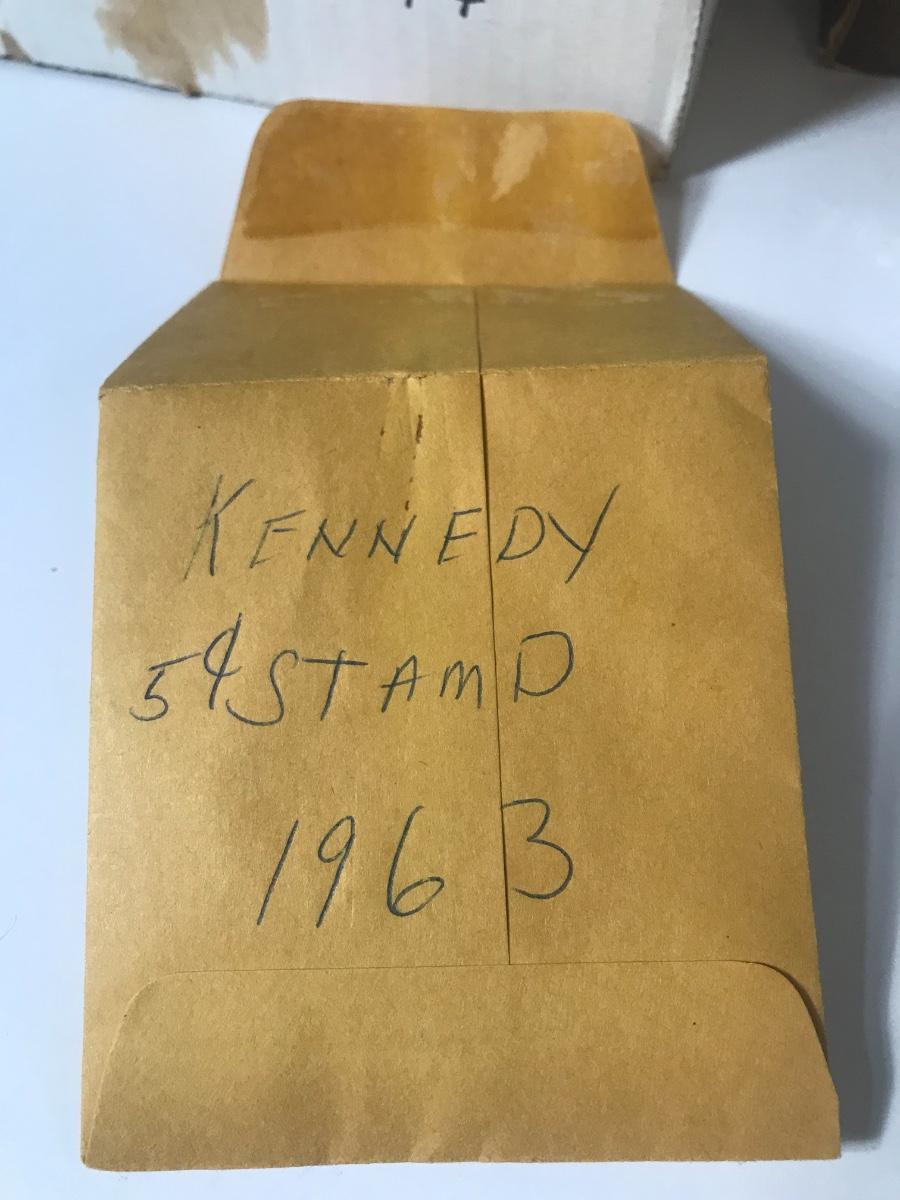 KENNEDY
5¢ STAMP
1963